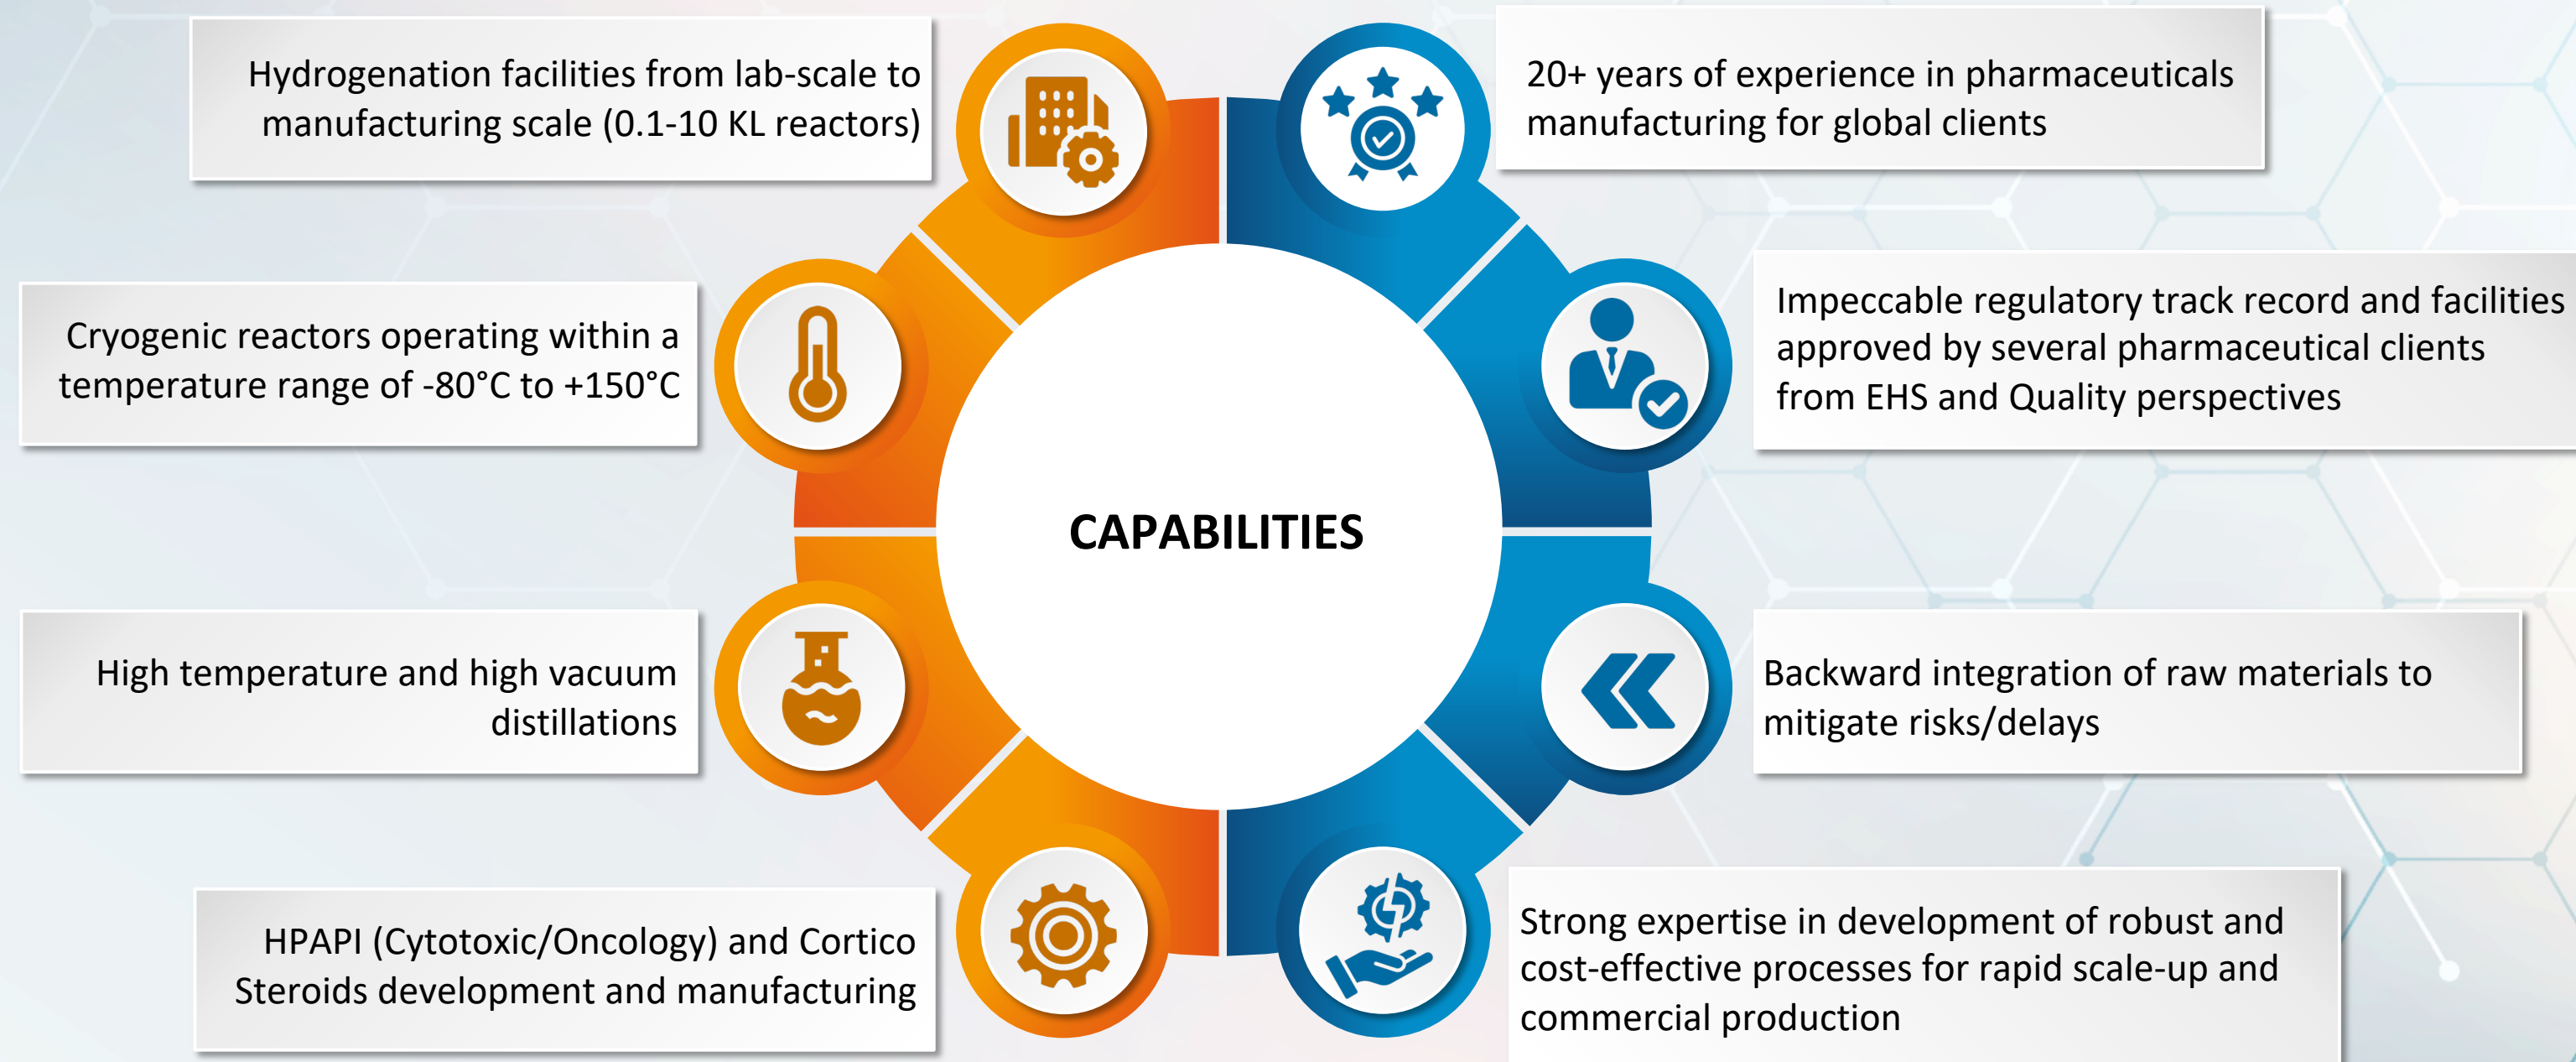 Hydrogenation facilities from lab-scale to
manufacturing scale (0.1-10 KL reactors)
20+ years of experience in pharmaceuticals
manufacturing for global clients
Cryogenic reactors operating within a
temperature range of -80°C to +150°C
Impeccable regulatory track record and facilities
approved by several pharmaceutical clients
from EHS and Quality perspectives
CAPABILITIES
High temperature and high vacuum
distillations
Backward integration of raw materials to
mitigate risks/delays
HPAPI (Cytotoxic/Oncology) and Cortico
Steroids development and manufacturing
Strong expertise in development of robust and
cost-effective processes for rapid scale-up and
commercial production